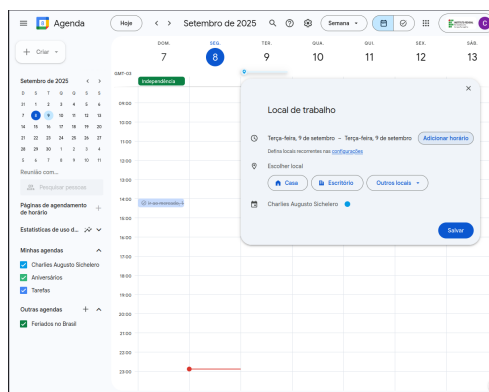 Agenda
Hoje
Setembro de 2025
Semana
C
Criar
DOM.
7
SEG.
8
TER.
9
QUA.
10
QUI.
11
SEX.
12
SÁB.
13
GMT-03
Independência
Setembro de 2025
D S T Q Q S S
31 1 2 3 4 5 6
7 8 9 10 11 12 13
14 15 16 17 18 19 20
21 22 23 24 25 26 27
28 29 30 1 2 3 4
5 6 7 8 9 10 11
Reunião com...
Pesquisar pessoas
Páginas de agendamento de horário
Estatísticas de uso d...
Minhas agendas
Charlies Augusto Sichelero
Aniversários
Tarefas
Outras agendas
Feriados no Brasil
09:00
10:00
11:00
12:00
13:00
14:00
15:00
16:00
17:00
18:00
19:00
20:00
21:00
22:00
23:00
Local de trabalho
Terça-feira, 9 de setembro – Terça-feira, 9 de setembro
Adicionar horário
Defina locais recorrentes nas configurações
Escolher local
Casa
Escritório
Outros locais
Charlies Augusto Sichelero
Salvar